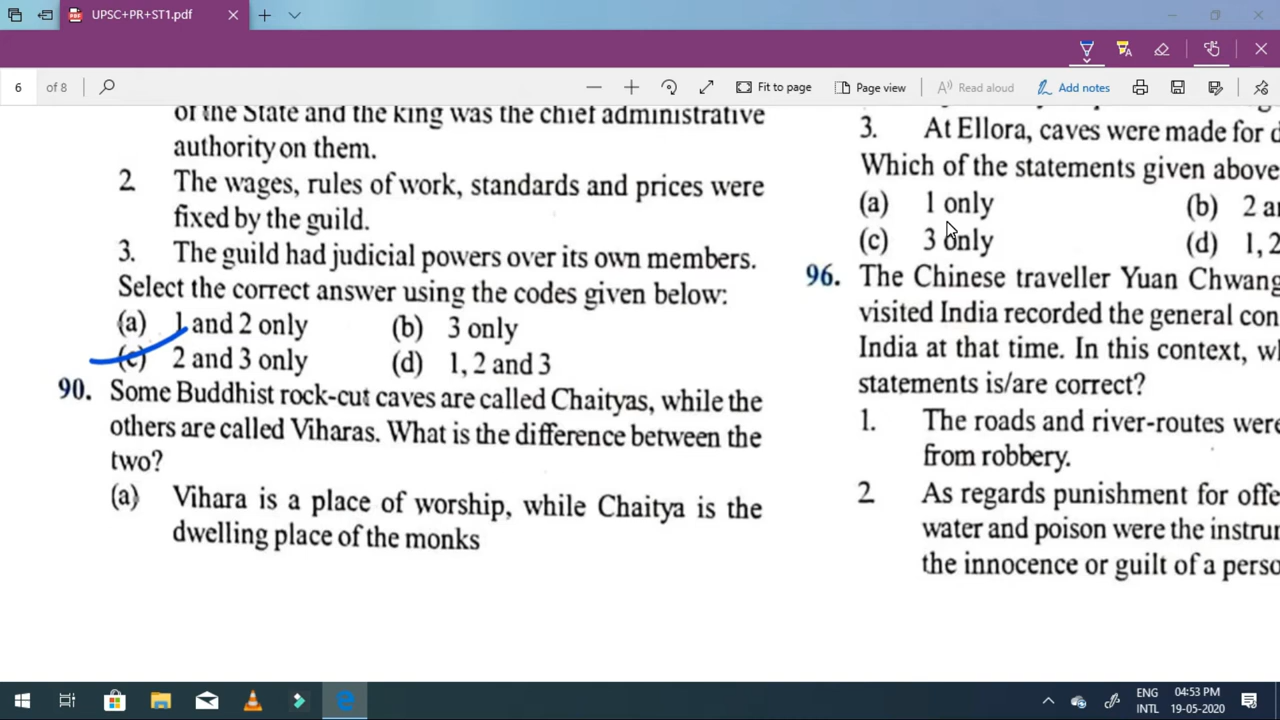 UPSC+PR+ST1.pdf
6 of 8
Fit to page
Page view
Read aloud
Add notes
of the State and the king was the chief administrative
authority on them.
2. The wages, rules of work, standards and prices were
fixed by the guild.
3. The guild had judicial powers over its own members.
Select the correct answer using the codes given below:
(a) 1 and 2 only (b) 3 only
(c) 2 and 3 only (d) 1, 2 and 3
90. Some Buddhist rock-cut caves are called Chaityas, while the
others are called Viharas. What is the difference between the
two?
(a) Vihara is a place of worship, while Chaitya is the
dwelling place of the monks
3. At Ellora, caves were made for
Which of the statements given above
(a) 1 only (b) 2
(c) 3 only (d) 1, 2
96. The Chinese traveller Yuan Chwang
visited India recorded the general
India at that time. In this context,
statements is/are correct?
1. The roads and river-routes were
from robbery.
2. As regards punishment for
water and poison were the
the innocence or guilt of a
ENG
INTL
04:53 PM
19-05-2020